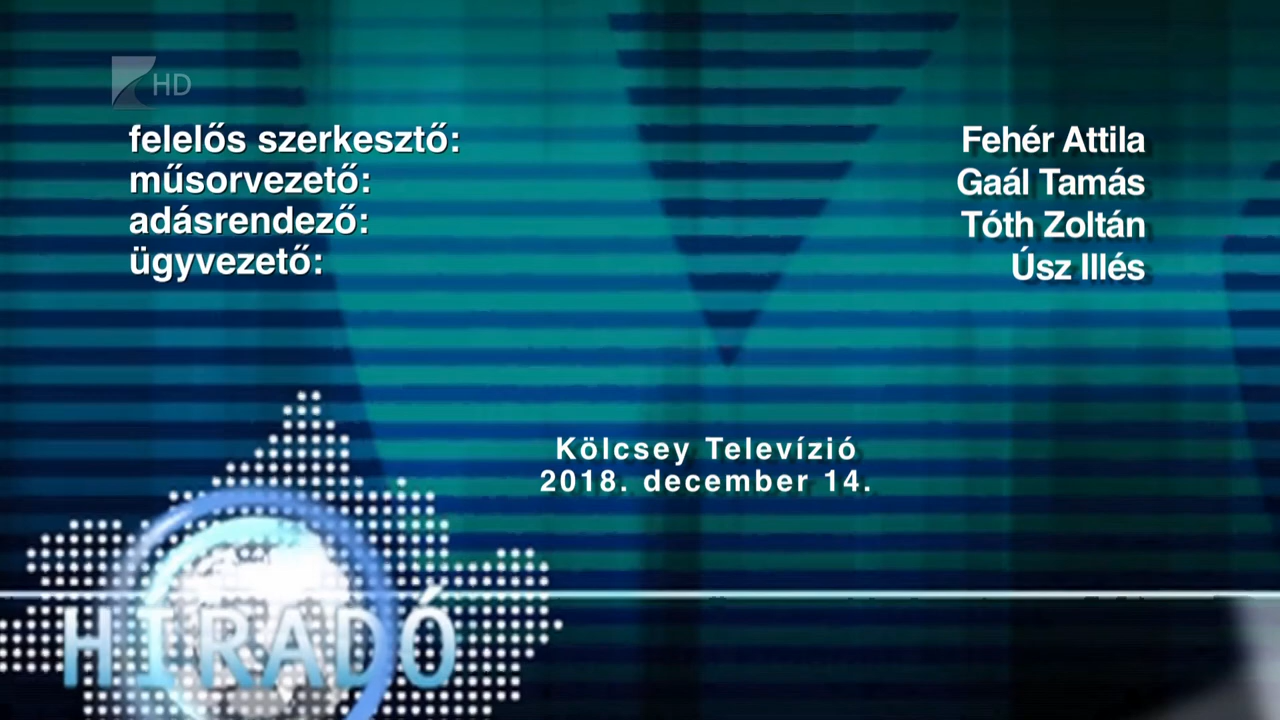 HD
felelős szerkesztő: Fehér Attila
műsorvezető: Gaál Tamás
adásrendező: Tóth Zoltán
ügyvezető: Úsz Illés
Kölcsey Televízió
2018. december 14.
HÍRADÓ